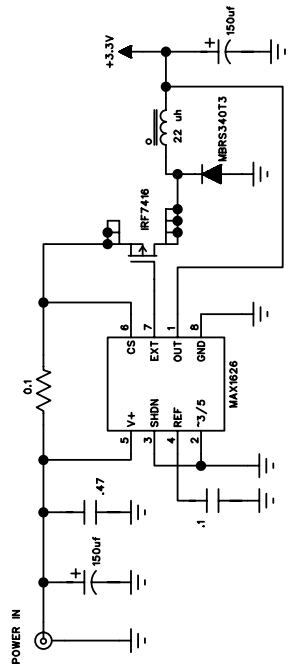 POWER IN
+
150uf
.47
0.1
5
V+
CS
6
3
SHDN
EXT
7
4
REF
OUT
1
2
~3/5
GND
8
MAX1626
.1
IRF7416
22 uh
MBRS340T3
+3.3V
+
150uf